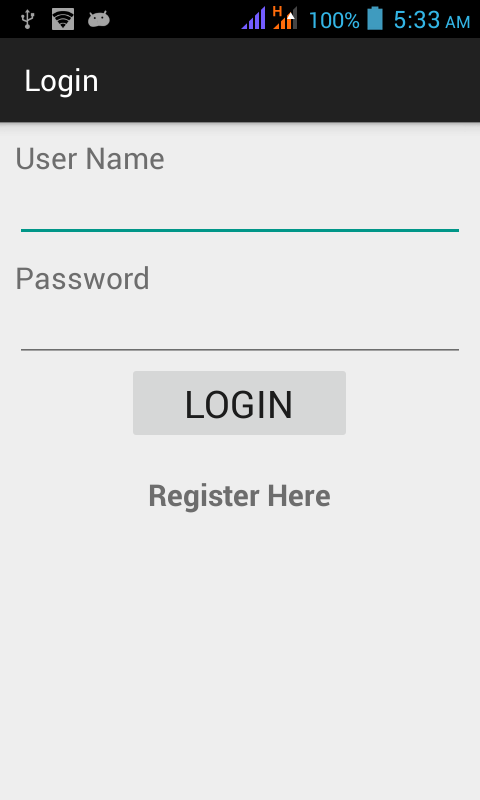 H 100% 5:33 AM
Login
User Name
Password
LOGIN
Register Here